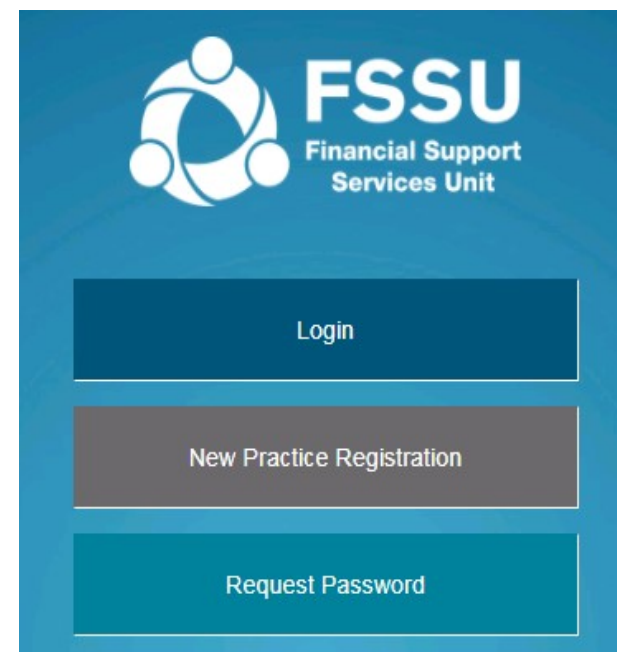 FSSU
Financial Support
Services Unit
Login
New Practice Registration
Request Password